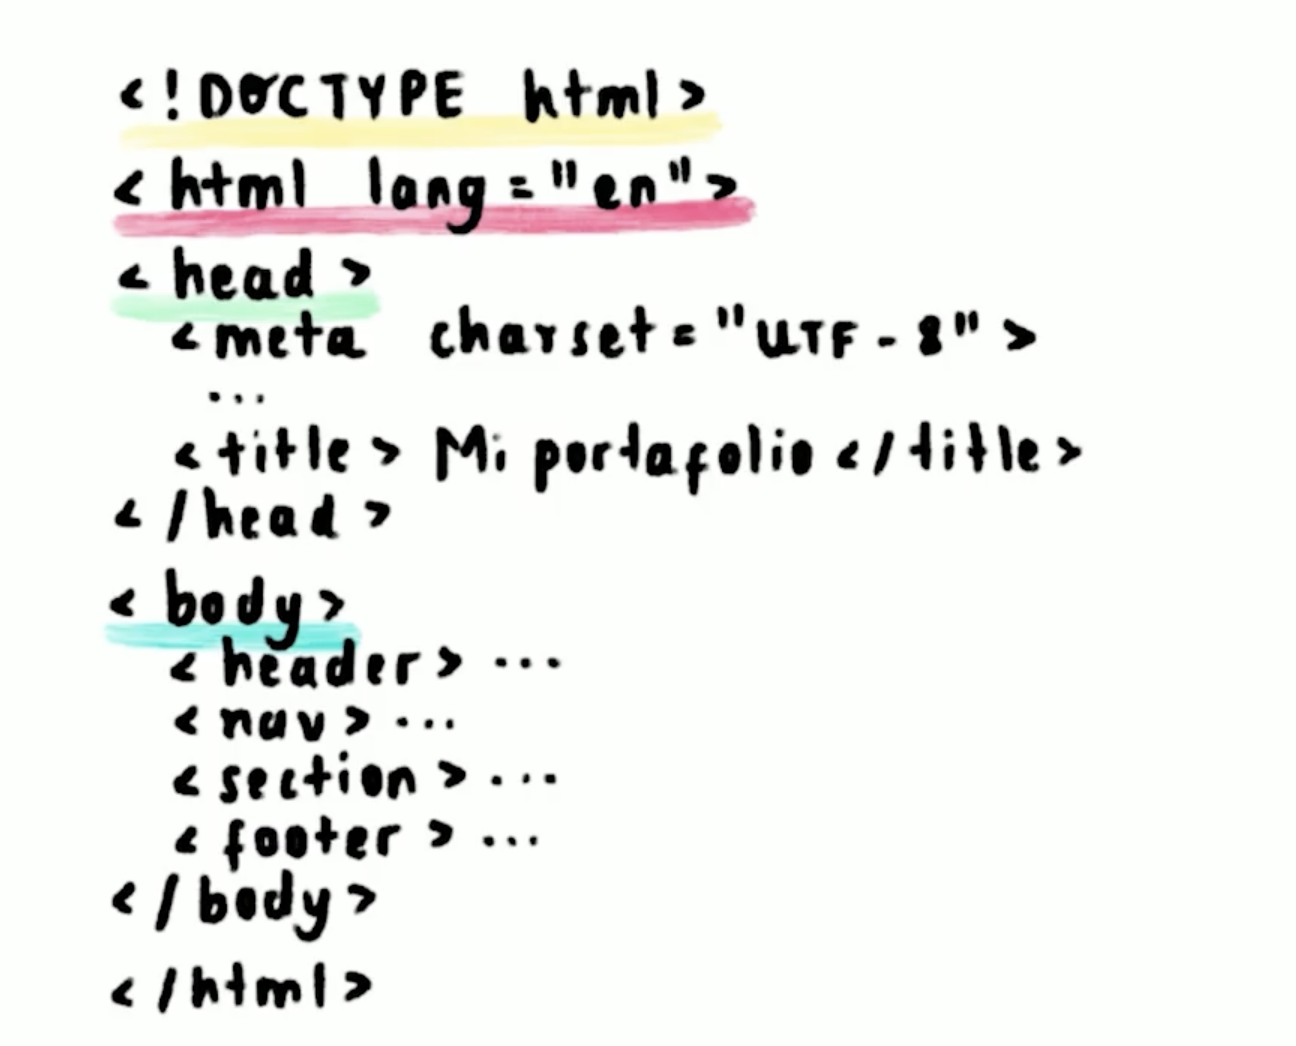 <!DOCTYPE html>
<html lang="en">
<head>
<meta charset="UTF-8">
...
<title> Mi portafolio </title>
</head>
<body>
<header> ...
<nav> ...
<section> ...
<footer> ...
</body>
</html>